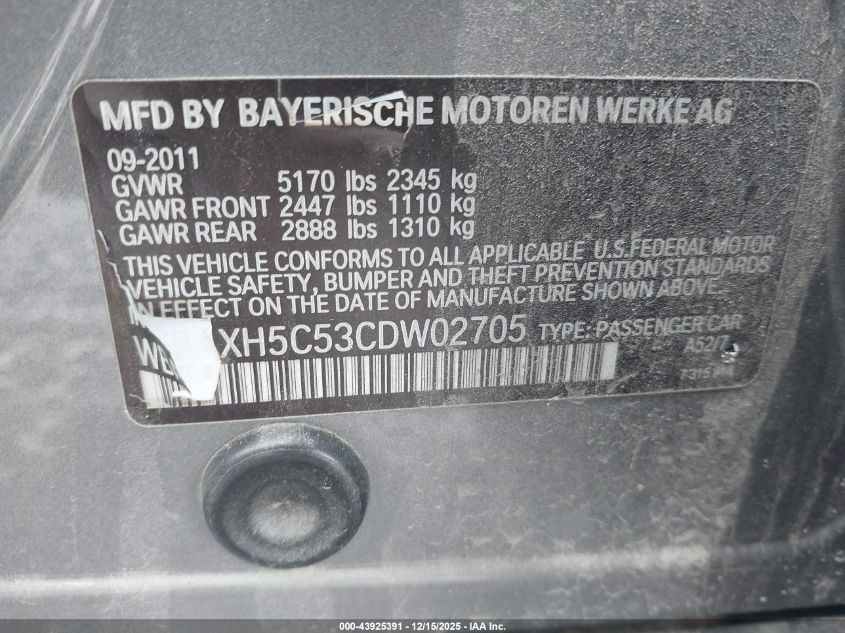 MFD BY BAYERISCHE MOTOREN WERKE AG
09-2011
GVWR 5170 lbs 2345 kg
GAWR FRONT 2447 lbs 1110 kg
GAWR REAR 2888 lbs 1310 kg
THIS VEHICLE CONFORMS TO ALL APPLICABLE U.S.FEDERAL MOTOR
VEHICLE SAFETY, BUMPER AND THEFT PREVENTION STANDARDS
IN EFFECT ON THE DATE OF MANUFACTURE SHOWN ABOVE.
XH5C53CDW02705 TYPE: PASSENGER CAR
A52/7
000-43925391 - 12/15/2025 - IAA Inc.